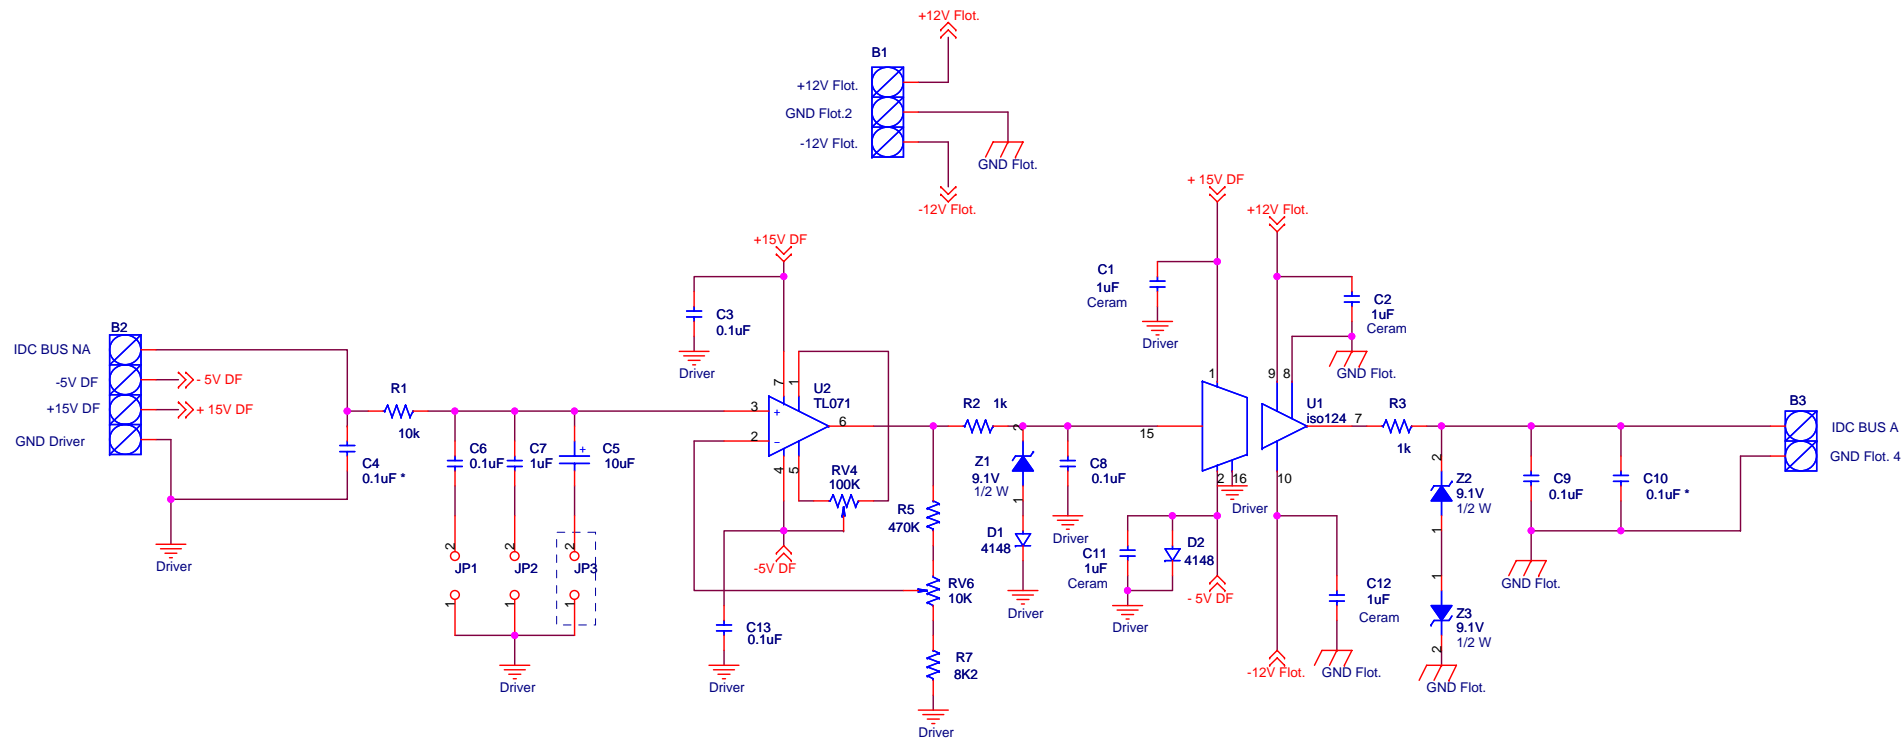 +12V Flot.
B1
+12V Flot.
GND Flot.2
-12V Flot.
GND Flot.
-12V Flot.
+ 15V DF
+12V Flot.
+15V DF
C1
1uF
Ceram
Driver
C2
1uF
Ceram
GND Flot.
C3
0.1uF
Driver
B2
IDC BUS NA
-5V DF
- 5V DF
+15V DF
+ 15V DF
GND Driver
Driver
R1
10k
C4
0.1uF *
C6
0.1uF
C7
1uF
+
C5
10uF
2
JP1
1
2
JP2
1
2
JP3
1
Driver
7
1
U2
TL071
3
+
2
−
6
4
5
RV4
100K
-5V DF
C13
0.1uF
Driver
R5
470K
RV6
10K
R7
8K2
Driver
R2
1k
2
Z1
9.1V
1/2 W
1
D1
4148
Driver
C8
0.1uF
Driver
15
1
9
8
U1
iso124
7
2
16
10
Driver
C11
1uF
Ceram
Driver
D2
4148
- 5V DF
C12
1uF
Ceram
-12V Flot.
GND Flot.
R3
1k
2
Z2
9.1V
1/2 W
1
1
Z3
9.1V
1/2 W
2
GND Flot.
C9
0.1uF
C10
0.1uF *
GND Flot.
B3
IDC BUS A
GND Flot. 4